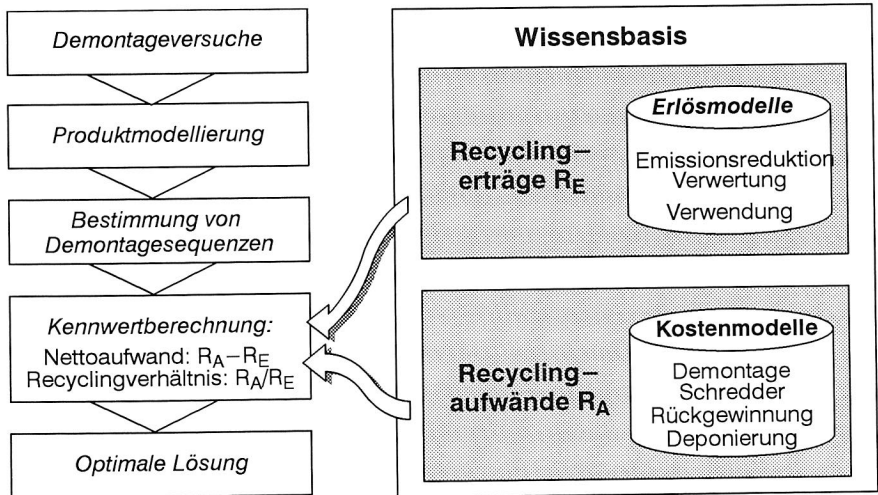 Demontageversuche
Produktmodellierung
Bestimmung von
Demontagesequenzen
Kennwertberechnung:
Nettoaufwand: R_A–R_E
Recyclingverhältnis: R_A/R_E
Optimale Lösung
Wissensbasis
Recycling–
erträge R_E
Erlösmodelle
Emissionsreduktion
Verwertung
Verwendung
Recycling–
aufwände R_A
Kostenmodelle
Demontage
Schredder
Rückgewinnung
Deponierung